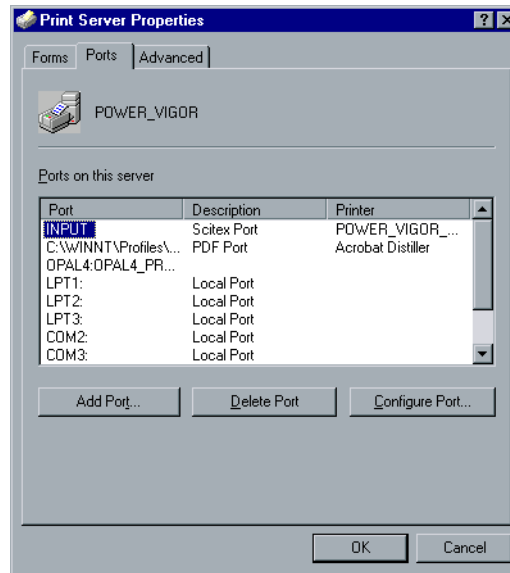 Print Server Properties
Forms Ports Advanced
POWER_VIGOR
Ports on this server
Port Description Printer
INPUT Scitex Port POWER_VIGOR_...
C:\WINNT\Profiles\... PDF Port Acrobat Distiller
OPAL4:OPAL4_PR...
LPT1: Local Port
LPT2: Local Port
LPT3: Local Port
COM2: Local Port
COM3: Local Port
Add Port... Delete Port Configure Port...
OK Cancel